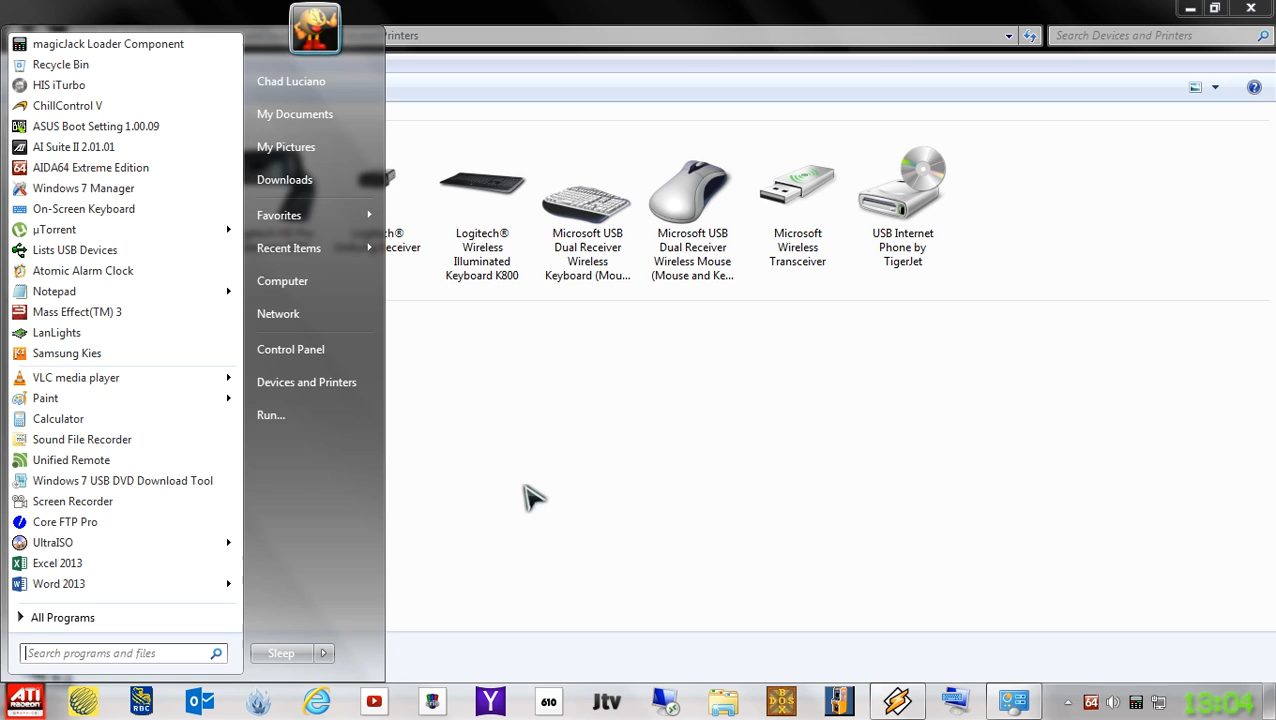 Printers
Search Devices and Printers
magicJack Loader Component
Recycle Bin
HIS iTurbo
ChillControl V
ASUS Boot Setting 1.00.09
AI Suite II 2.01.01
AIDA64 Extreme Edition
Windows 7 Manager
On-Screen Keyboard
µTorrent
Lists USB Devices
Atomic Alarm Clock
Notepad
Mass Effect(TM) 3
LanLights
Samsung Kies
VLC media player
Paint
Calculator
Sound File Recorder
Unified Remote
Windows 7 USB DVD Download Tool
Screen Recorder
Core FTP Pro
UltraISO
Excel 2013
Word 2013
All Programs
Search programs and files
Chad Luciano
My Documents
My Pictures
Downloads
Favorites
Recent Items
Computer
Network
Control Panel
Devices and Printers
Run...
Sleep
Logitech®
Wireless
Illuminated
Keyboard K800
Microsoft USB
Dual Receiver
Wireless
Keyboard (Mou...
Microsoft USB
Dual Receiver
Wireless Mouse
(Mouse and Ke...
Microsoft
Wireless
Transceiver
USB Internet
Phone by
TigerJet
ATI
RADEON
RBC
Y
610
Jtv
64
13:04